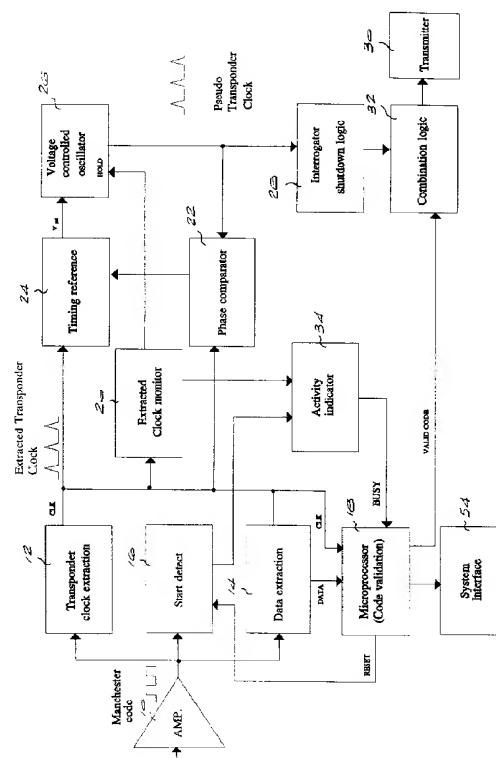 Manchester
code
10
AMP.
12
Transponder
clock extraction
16
Start detect
14
Data extraction
Extracted Transponder
Clock
CLK
24
Timing reference
V
HOLD
26
Voltage
controlled
oscillator
Extracted
Clock monitor
22
Phase comparator
Pseudo
Transponder
Clock
34
Activity
indicator
28
Interrogator
shutdown logic
30
Transmitter
32
Combination logic
RESET
DATA
CLK
BUSY
18
Microprocessor
(Code validation)
VALID CODE
54
System
Interface